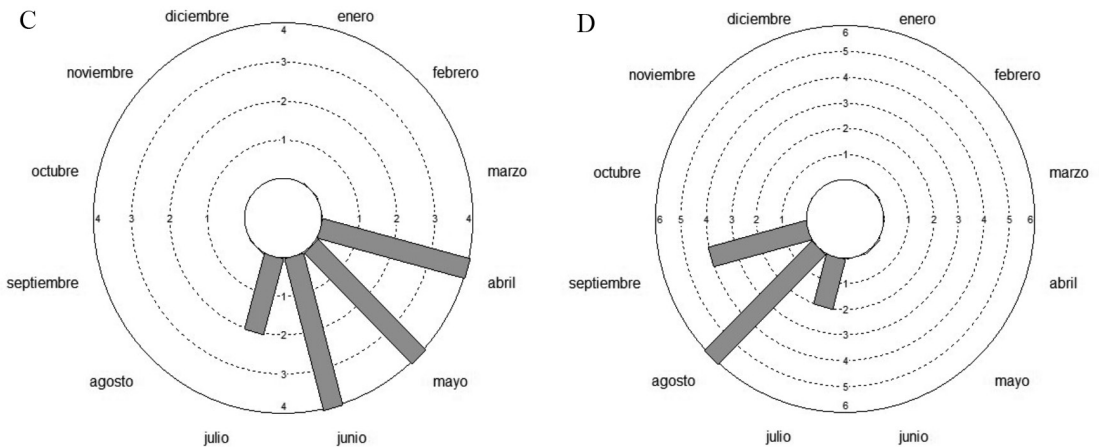 C
diciembre
enero
noviembre
febrero
octubre
marzo
septiembre
abril
agosto
mayo
julio
junio
4
3
2
1
4
3
2
1
1
2
3
4
1
2
3
4
D
diciembre
enero
noviembre
febrero
octubre
marzo
septiembre
abril
agosto
mayo
julio
junio
6
5
4
3
2
1
6
5
4
3
2
1
1
2
3
4
5
6
1
2
3
4
5
6